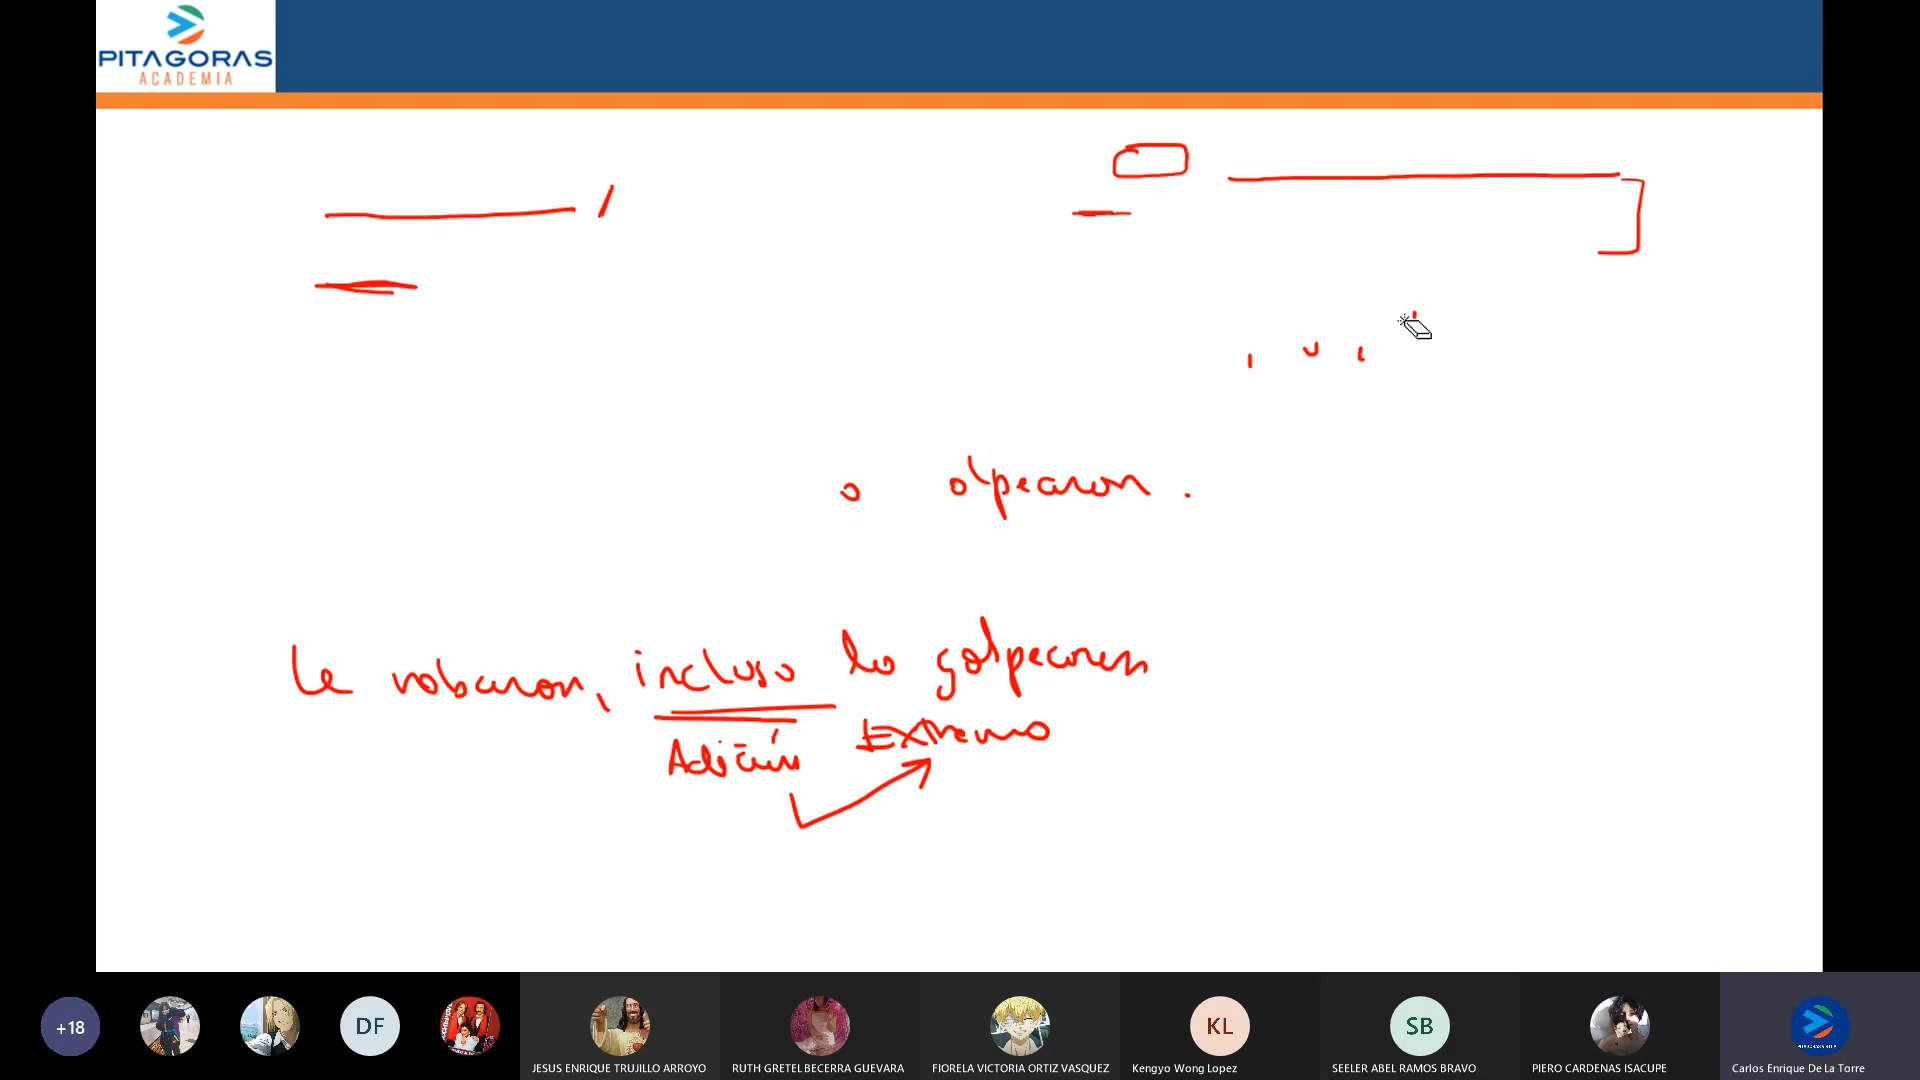 PITAGORAS
ACADEMIA
o olpearon .
Le robaron, incluso lo golpearon
Adición Extremo
+18
DF
KL
SB
JESUS ENRIQUE TRUJILLO ARROYO
RUTH GRETEL BECERRA GUEVARA
FIORELA VICTORIA ORTIZ VASQUEZ
Kengyo Wong Lopez
SEELER ABEL RAMOS BRAVO
PIERO CARDENAS ISACUPE
Carlos Enrique De La Torre